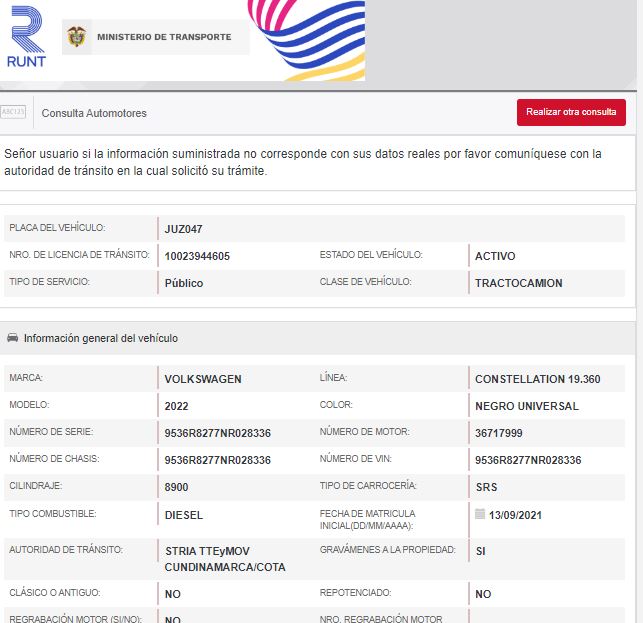 RUNT
MINISTERIO DE TRANSPORTE
ABC123
Consulta Automotores
Realizar otra consulta
Señor usuario si la información suministrada no corresponde con sus datos reales por favor comuníquese con la
autoridad de tránsito en la cual solicitó su trámite.
PLACA DEL VEHÍCULO: JUZ047
NRO. DE LICENCIA DE TRÁNSITO: 10023944605 ESTADO DEL VEHÍCULO: ACTIVO
TIPO DE SERVICIO: Público CLASE DE VEHÍCULO: TRACTOCAMION
Información general del vehículo
MARCA: VOLKSWAGEN LÍNEA: CONSTELLATION 19.360
MODELO: 2022 COLOR: NEGRO UNIVERSAL
NÚMERO DE SERIE: 9536R8277NR028336 NÚMERO DE MOTOR: 36717999
NÚMERO DE CHASIS: 9536R8277NR028336 NÚMERO DE VIN: 9536R8277NR028336
CILINDRAJE: 8900 TIPO DE CARROCERÍA: SRS
TIPO COMBUSTIBLE: DIESEL FECHA DE MATRICULA
INICIAL(DD/MM/AAAA): 13/09/2021
AUTORIDAD DE TRÁNSITO: STRIA TTEyMOV
CUNDINAMARCA/COTA GRAVÁMENES A LA PROPIEDAD: SI
CLÁSICO O ANTIGUO: NO REPOTENCIADO: NO
REGRABACIÓN MOTOR (SI/NO): NO NRO. REGRABACIÓN MOTOR